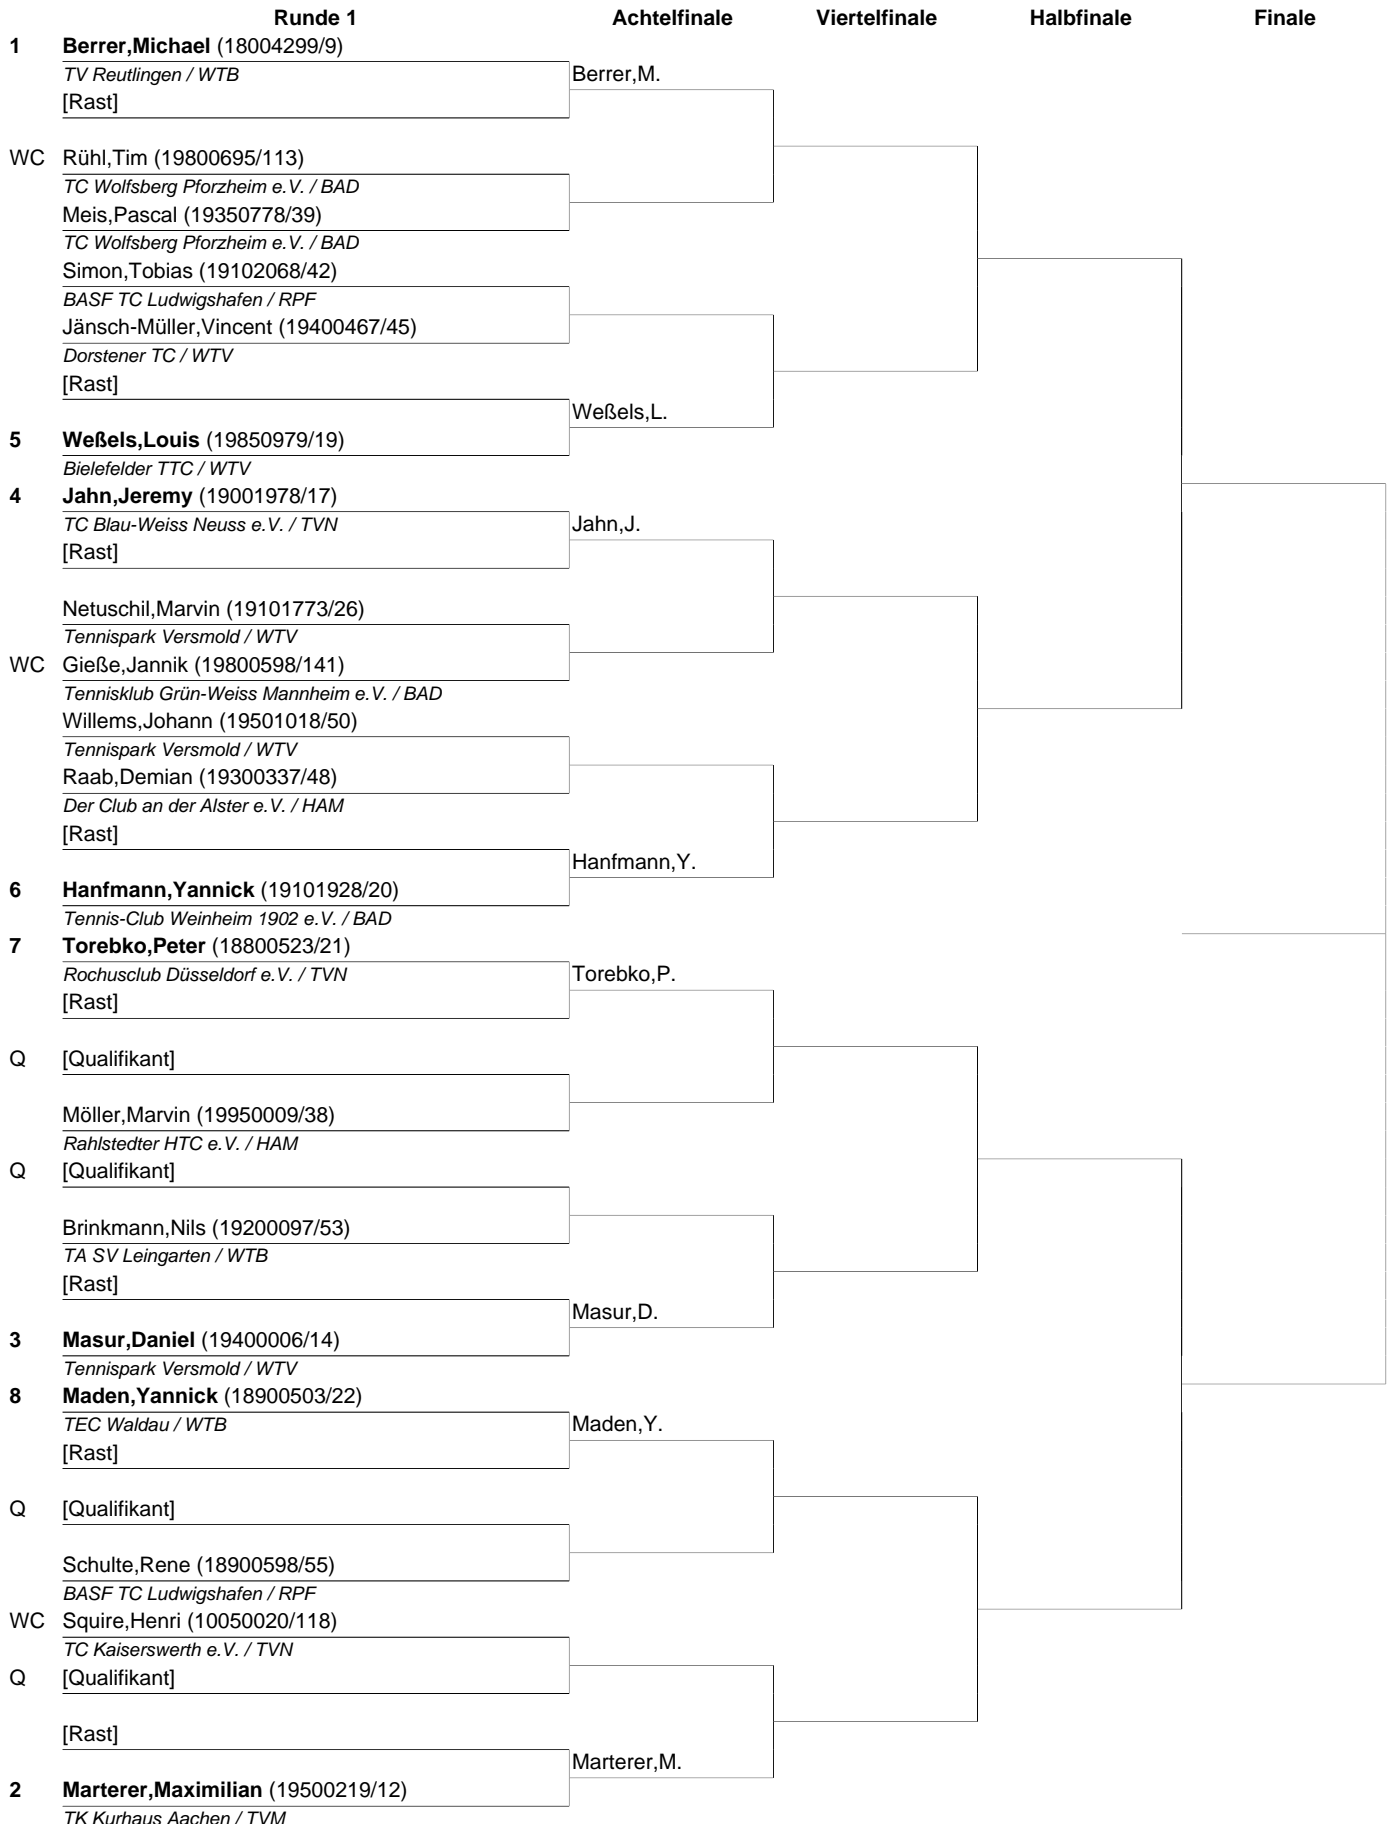 Runde 1 Achtelfinale Viertelfinale Halbfinale Finale
1 Berrer,Michael (18004299/9)
TV Reutlingen / WTB Berrer,M.
[Rast]
WC Rühl,Tim (19800695/113)
TC Wolfsberg Pforzheim e.V. / BAD
Meis,Pascal (19350778/39)
TC Wolfsberg Pforzheim e.V. / BAD
Simon,Tobias (19102068/42)
BASF TC Ludwigshafen / RPF
Jänsch-Müller,Vincent (19400467/45)
Dorstener TC / WTV
[Rast]
Weßels,L.
5 Weßels,Louis (19850979/19)
Bielefelder TTC / WTV
4 Jahn,Jeremy (19001978/17)
TC Blau-Weiss Neuss e.V. / TVN Jahn,J.
[Rast]
Netuschil,Marvin (19101773/26)
Tennispark Versmold / WTV
WC Gieße,Jannik (19800598/141)
Tennisklub Grün-Weiss Mannheim e.V. / BAD
Willems,Johann (19501018/50)
Tennispark Versmold / WTV
Raab,Demian (19300337/48)
Der Club an der Alster e.V. / HAM
[Rast]
Hanfmann,Y.
6 Hanfmann,Yannick (19101928/20)
Tennis-Club Weinheim 1902 e.V. / BAD
7 Torebko,Peter (18800523/21)
Rochusclub Düsseldorf e.V. / TVN Torebko,P.
[Rast]
Q [Qualifikant]
Möller,Marvin (19950009/38)
Rahlstedter HTC e.V. / HAM
Q [Qualifikant]
Brinkmann,Nils (19200097/53)
TA SV Leingarten / WTB
[Rast]
Masur,D.
3 Masur,Daniel (19400006/14)
Tennispark Versmold / WTV
8 Maden,Yannick (18900503/22)
TEC Waldau / WTB Maden,Y.
[Rast]
Q [Qualifikant]
Schulte,Rene (18900598/55)
BASF TC Ludwigshafen / RPF
WC Squire,Henri (10050020/118)
TC Kaiserswerth e.V. / TVN
Q [Qualifikant]
[Rast]
Marterer,M.
2 Marterer,Maximilian (19500219/12)
TK Kurhaus Aachen / TVM